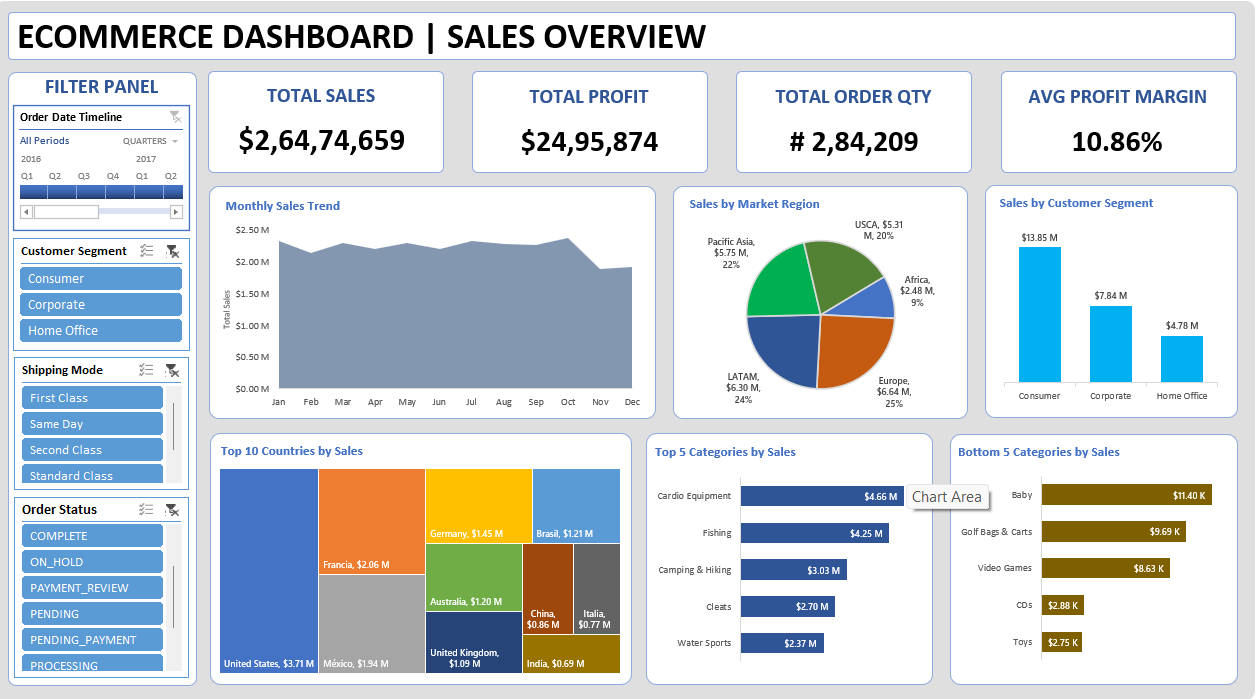 ECOMMERCE DASHBOARD | SALES OVERVIEW
FILTER PANEL
Order Date Timeline
All Periods
QUARTERS
2016
2017
Q1 Q2 Q3 Q4 Q1 Q2
Customer Segment
Consumer
Corporate
Home Office
Shipping Mode
First Class
Same Day
Second Class
Standard Class
Order Status
COMPLETE
ON_HOLD
PAYMENT_REVIEW
PENDING
PENDING_PAYMENT
PROCESSING
TOTAL SALES
$2,64,74,659
TOTAL PROFIT
$24,95,874
TOTAL ORDER QTY
# 2,84,209
AVG PROFIT MARGIN
10.86%
Monthly Sales Trend
Total Sales
$2.50 M
$2.00 M
$1.50 M
$1.00 M
$0.50 M
$0.00 M
Jan Feb Mar Apr May Jun Jul Aug Sep Oct Nov Dec
Sales by Market Region
USCA, $5.31
M, 20%
Africa,
$2.48 M,
9%
Europe,
$6.64 M,
25%
LATAM,
$6.30 M,
24%
Pacific Asia,
$5.75 M,
22%
Sales by Customer Segment
$13.85 M
$7.84 M
$4.78 M
Consumer
Corporate
Home Office
Top 10 Countries by Sales
United States, $3.71 M
Francia, $2.06 M
México, $1.94 M
Germany, $1.45 M
Brasil, $1.21 M
Australia, $1.20 M
United Kingdom,
$1.09 M
China,
$0.86 M
Italia,
$0.77 M
India, $0.69 M
Top 5 Categories by Sales
Cardio Equipment $4.66 M
Fishing $4.25 M
Camping & Hiking $3.03 M
Cleats $2.70 M
Water Sports $2.37 M
Chart Area
Bottom 5 Categories by Sales
Baby $11.40 K
Golf Bags & Carts $9.69 K
Video Games $8.63 K
CDs $2.88 K
Toys $2.75 K